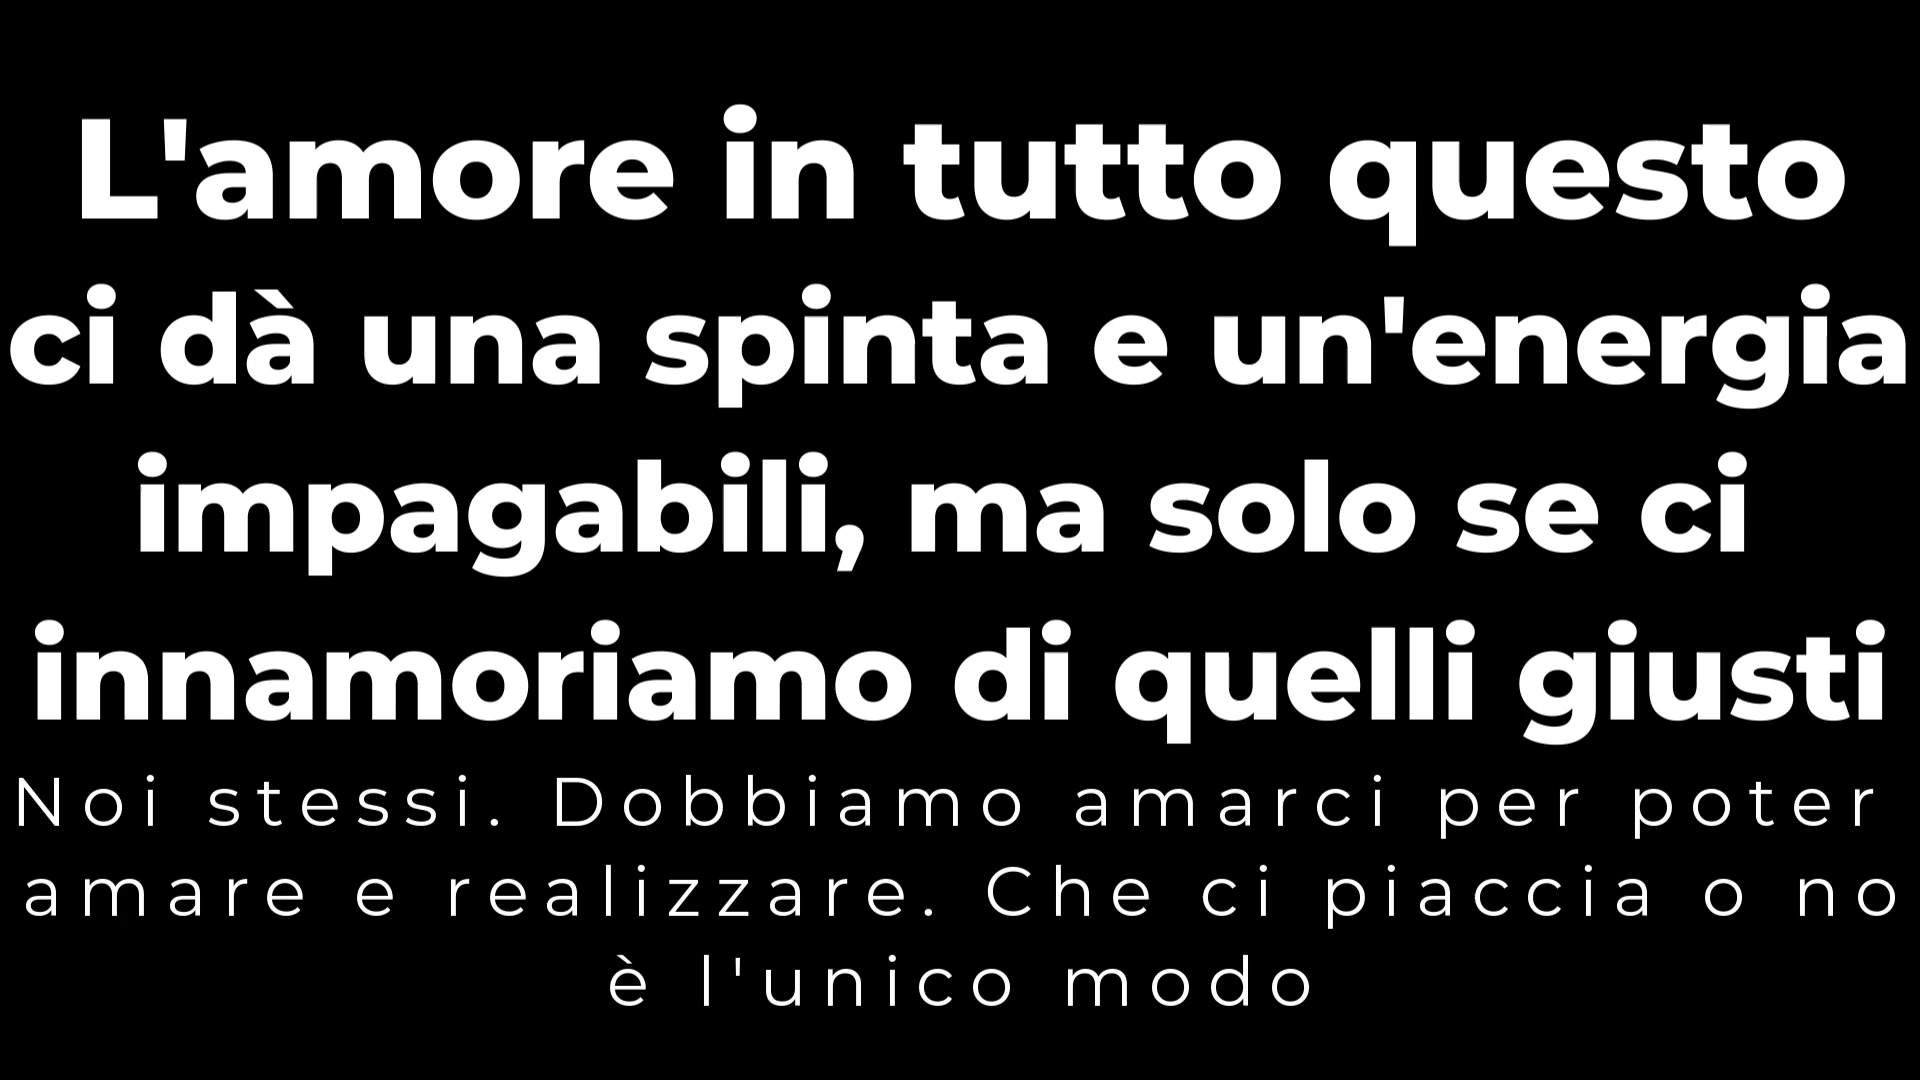 L'amore in tutto questo
ci dà una spinta e un'energia
impagabili, ma solo se ci
innamoriamo di quelli giusti
Noi stessi. Dobbiamo amarci per poter
amare e realizzare. Che ci piaccia o no
è l'unico modo